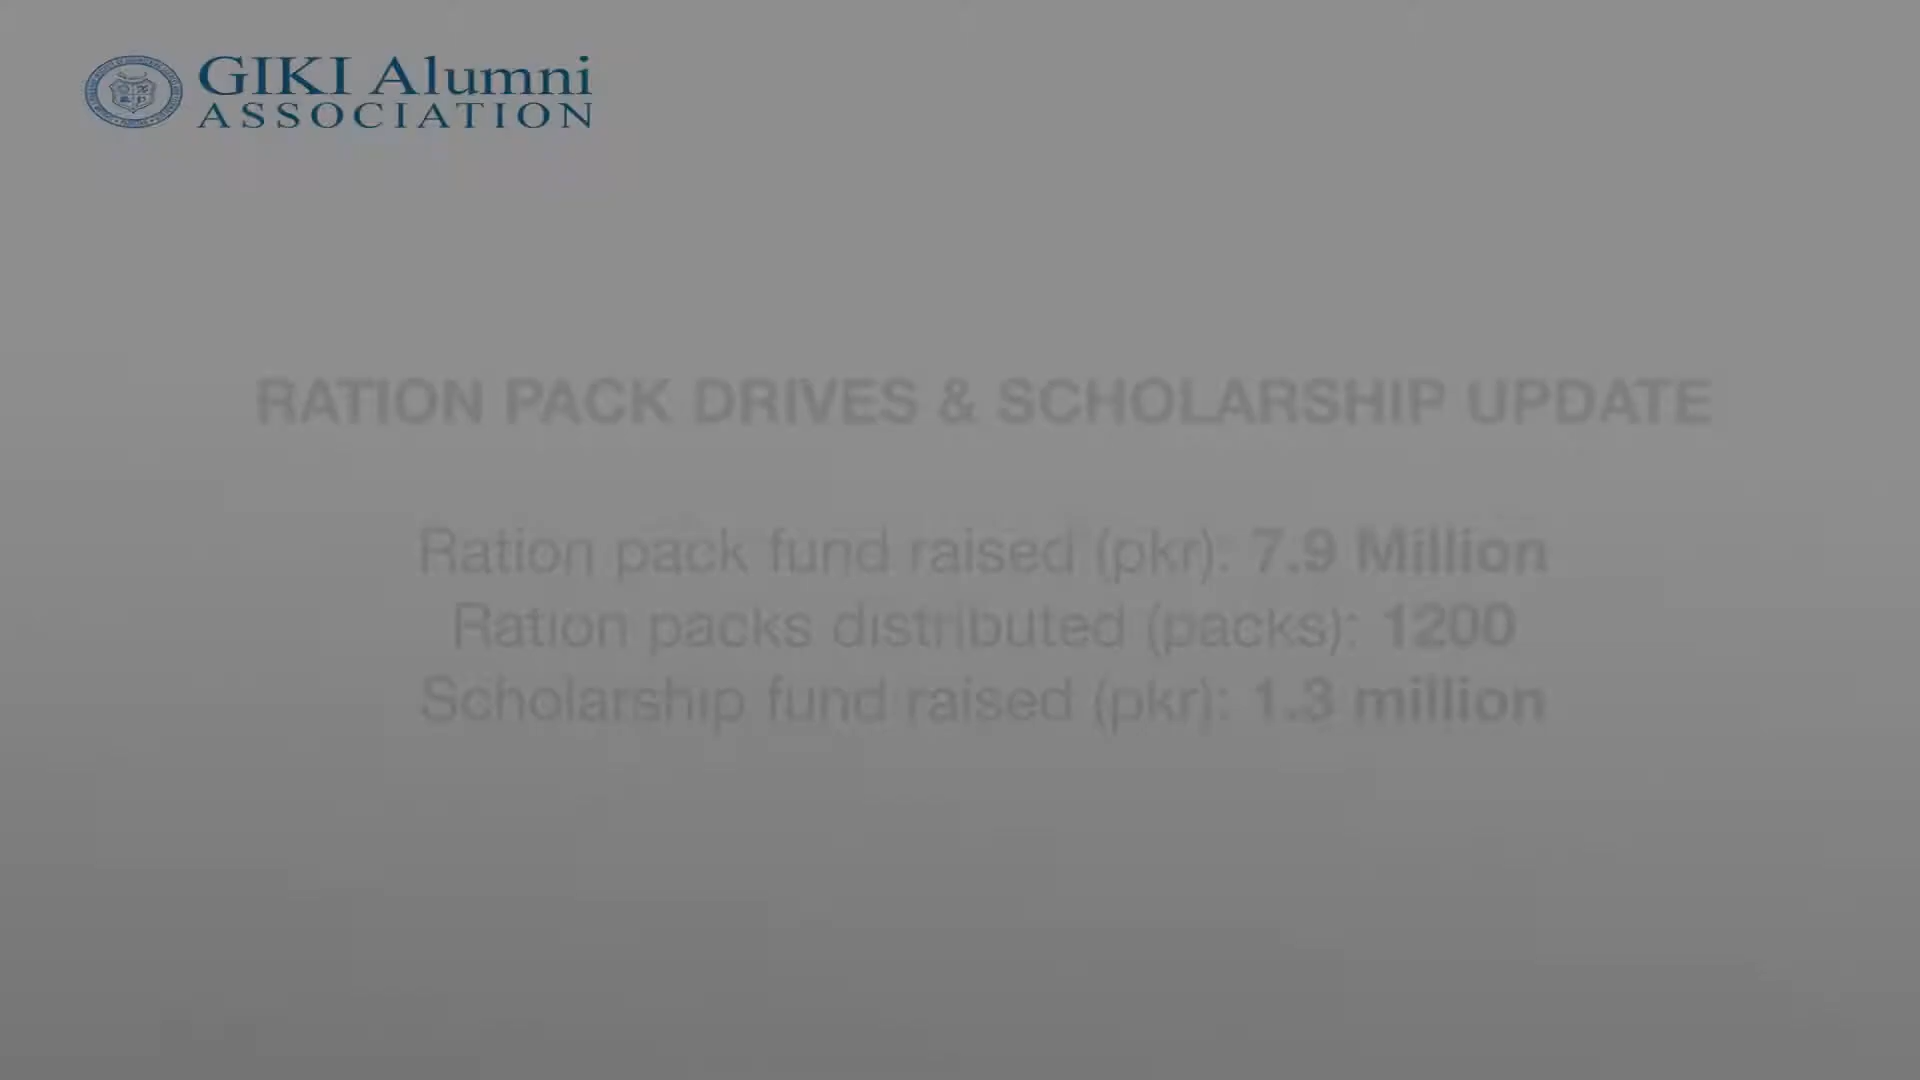 GIKI Alumni
ASSOCIATION
RATION PACK DRIVES & SCHOLARSHIP UPDATE
Ration pack fund raised (pkr): 7.9 Million
Ration packs distributed (packs): 1200
Scholarship fund raised (pkr): 1.3 million